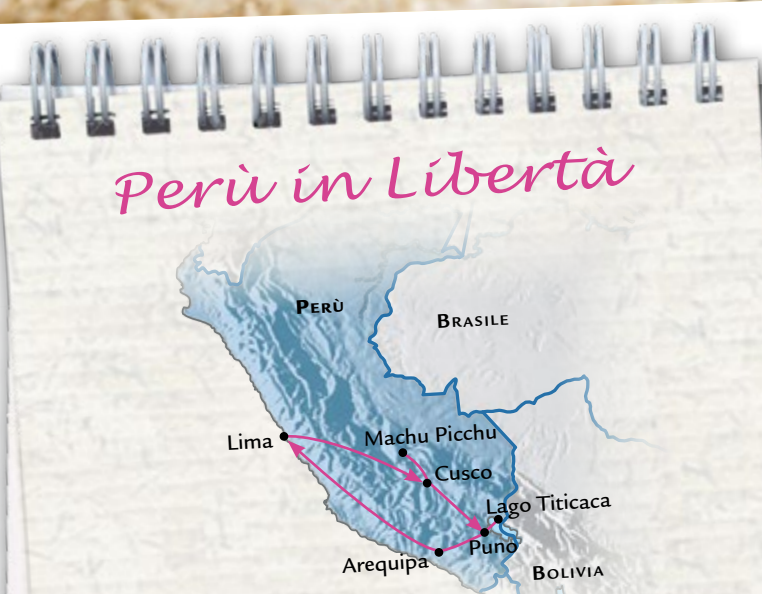 Perù in Libertà
Perù
Brasile
Lima
Machu Picchu
Cusco
Lago Titicaca
Puno
Arequipa
Bolivia